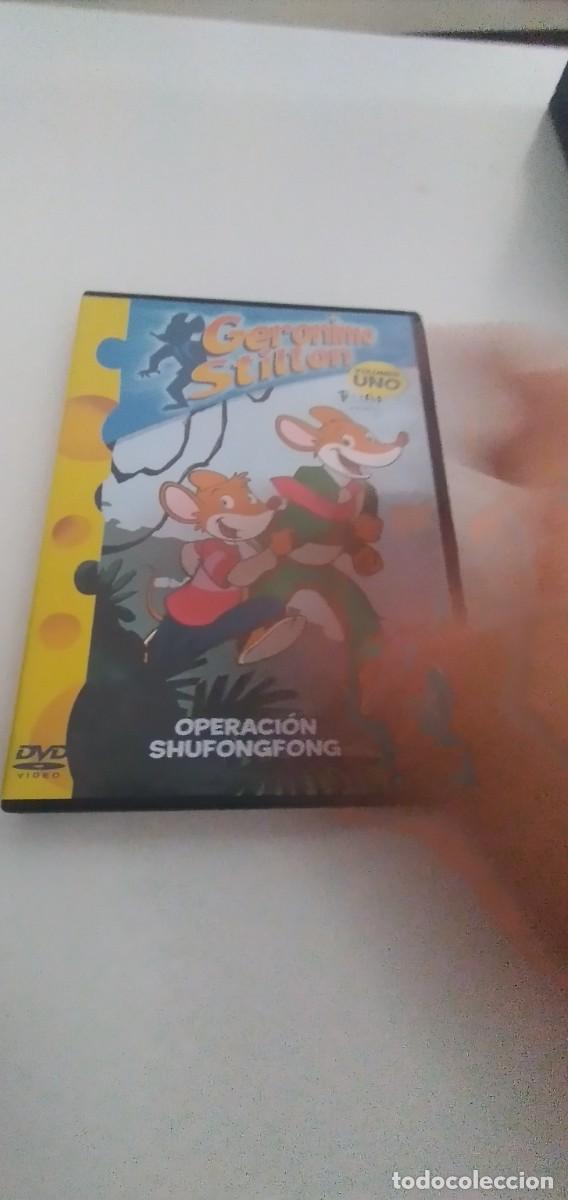 Geronimo
Stilton
VOLUMEN
UNO
OPERACIÓN
SHUFONGFONG
DVD
VIDEO
todocoleccion